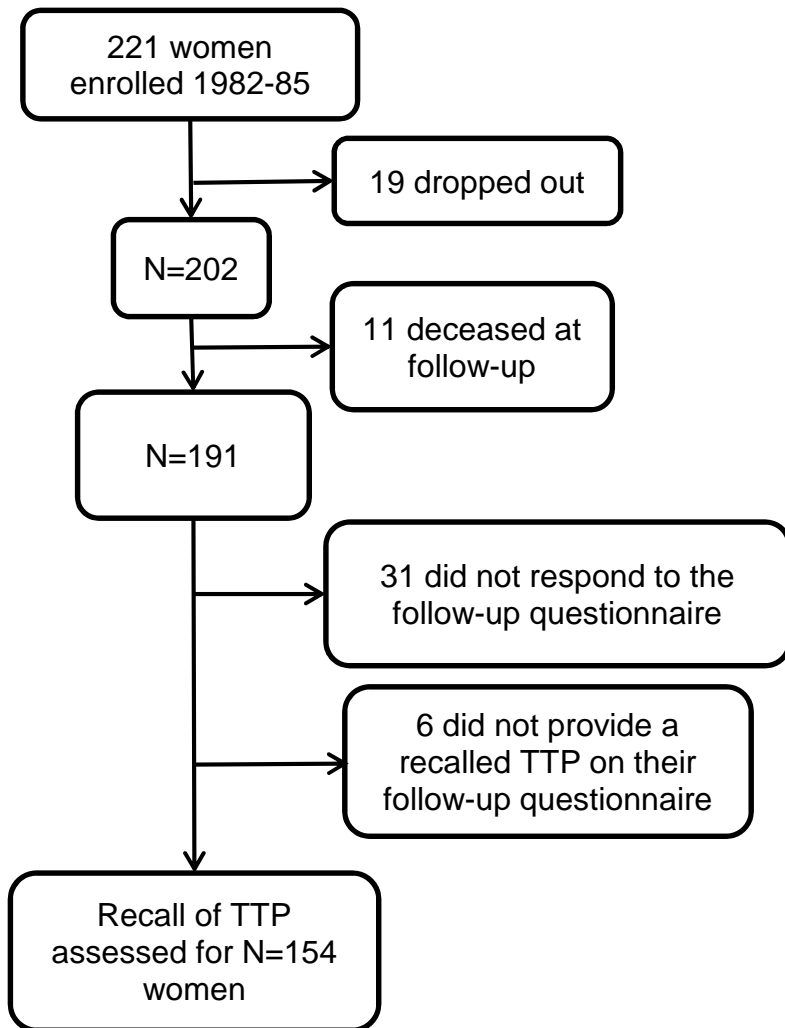 221 women
enrolled 1982-85
19 dropped out
N=202
11 deceased at
follow-up
N=191
31 did not respond to the
follow-up questionnaire
6 did not provide a
recalled TTP on their
follow-up questionnaire
Recall of TTP
assessed for N=154
women